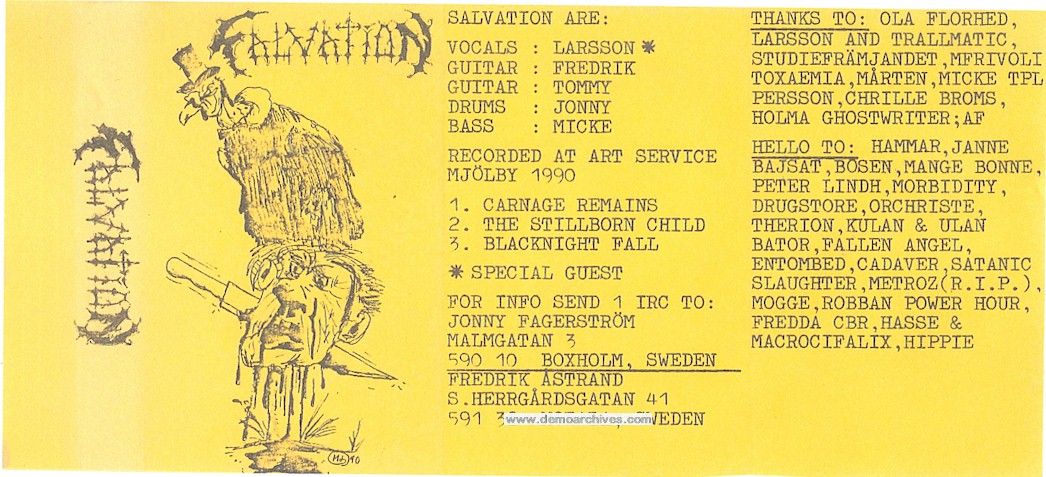 SALVATION
SALVATION
SALVATION ARE:
VOCALS : LARSSON *
GUITAR : FREDRIK
GUITAR : TOMMY
DRUMS : JONNY
BASS : MICKE
RECORDED AT ART SERVICE
MJÖLBY 1990
1. CARNAGE REMAINS
2. THE STILLBORN CHILD
3. BLACKNIGHT FALL
* SPECIAL GUEST
FOR INFO SEND 1 IRC TO:
JONNY FAGERSTRÖM
MALMGATAN 3
590 10 BOXHOLM, SWEDEN
FREDRIK ÅSTRAND
S.HERRGÅRDSGATAN 41
591 SWEDEN
www.demoarchives.com
THANKS TO: OLA FLORHED,
LARSSON AND TRALLMATIC,
STUDIEFRÄMJANDET,MFRIVOLI
TOXAEMIA,MÅRTEN,MICKE TPL
PERSSON,CHRILLE BROMS,
HOLMA GHOSTWRITER;AF
HELLO TO: HAMMAR,JANNE
BAJSAT,BÖSEN,MANGE BONNE,
PETER LINDH,MORBIDITY,
DRUGSTORE,ORCHRISTE,
THERION,KULAN & ULAN
BATOR,FALLEN ANGEL,
ENTOMBED,CADAVER,SATANIC
SLAUGHTER,METROZ(R.I.P.),
MOGGE,ROBBAN POWER HOUR,
FREDDA CBR,HASSE &
MACROCIFALIX,HIPPIE